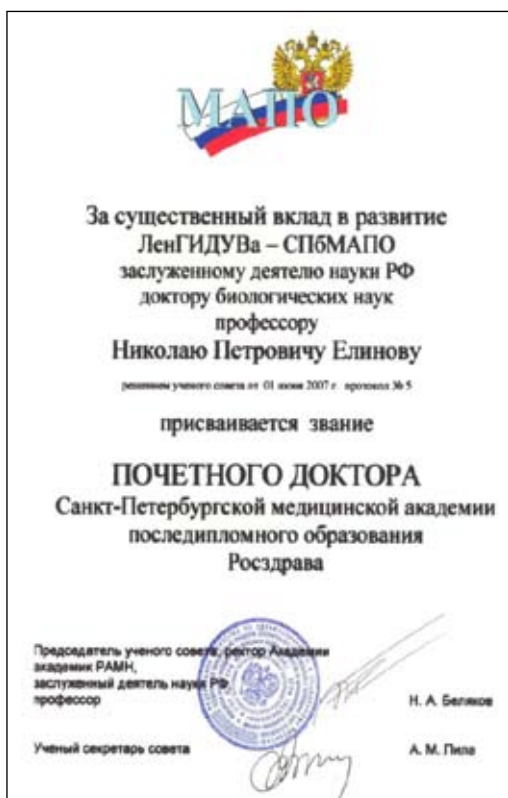 МАПО
За существенный вклад в развитие
ЛенГИДУВа – СПбМАПО
заслуженному деятелю науки РФ
доктору биологических наук
профессору
Николаю Петровичу Елинову
решением ученого совета от 01 июня 2007 г. протокол № 5
присваивается звание
ПОЧЕТНОГО ДОКТОРА
Санкт-Петербургской медицинской академии
последипломного образования
Росздрава
Председатель ученого совета, ректор Академии
академик РАМН,
заслуженный деятель науки РФ
профессор Н. А. Беляков
Ученый секретарь совета А. М. Лила